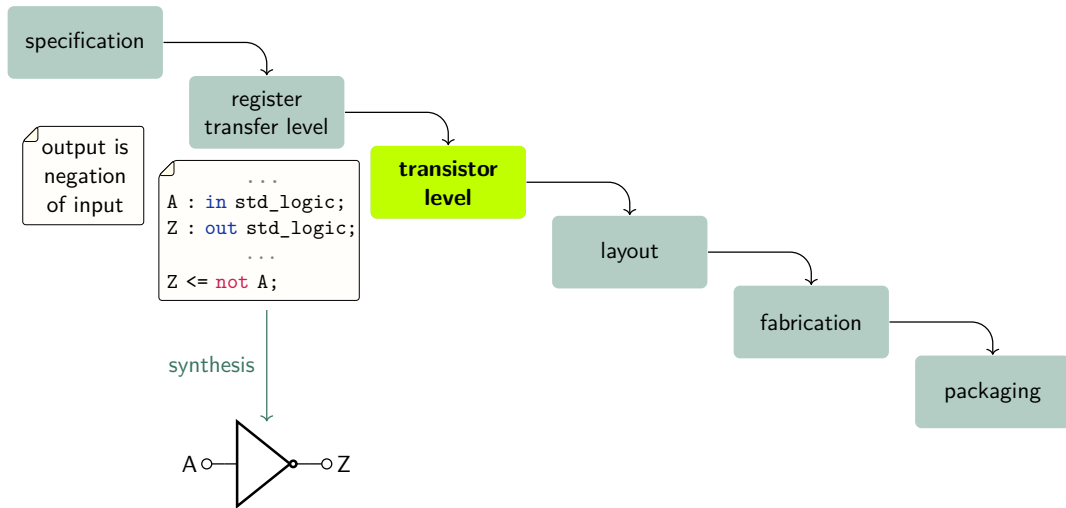 specification
register
transfer level
output is
negation
of input
...
A : in std_logic;
Z : out std_logic;
...
Z <= not A;
transistor
level
layout
fabrication
packaging
synthesis
A
Z